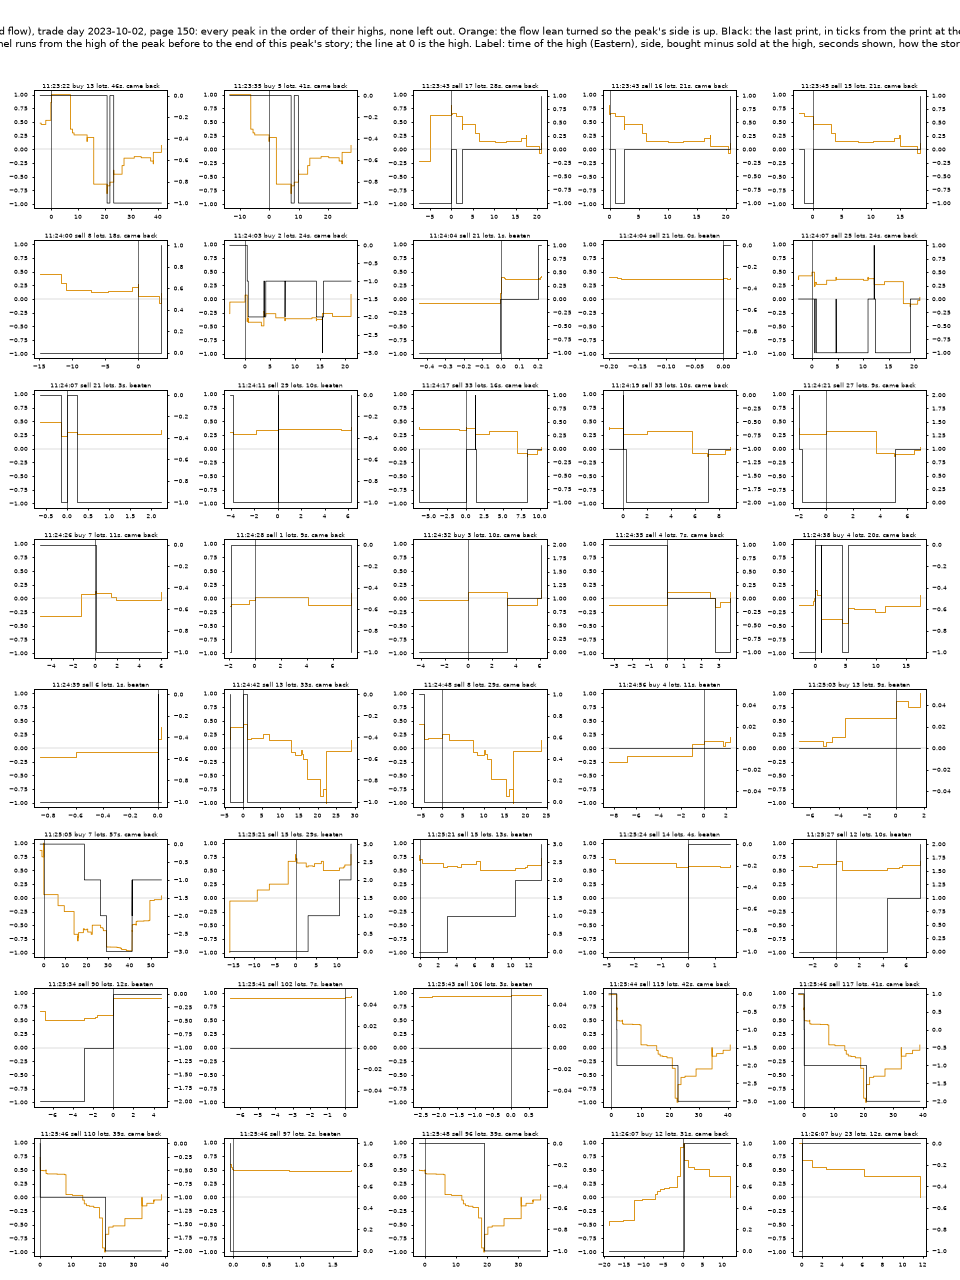 d flow), trade day 2023-10-02, page 150: every peak in the order of their highs, none left out. Orange: the flow lean turned so the peak's side is up. Black: the last print, in ticks from the print at the
nel runs from the high of the peak before to the end of this peak's story; the line at 0 is the high. Label: time of the high (Eastern), side, bought minus sold at the high, seconds shown, how the stor
11:23:22 buy 13 lots. 46s. came back
11:23:35 buy 5 lots. 41s. came back
11:23:43 sell 17 lots. 28s. came back
11:23:43 sell 16 lots. 21s. came back
11:23:45 sell 15 lots. 21s. came back
11:24:00 sell 8 lots. 18s. came back
11:24:03 buy 2 lots. 24s. came back
11:24:04 sell 21 lots. 1s. beaten
11:24:04 sell 21 lots. 0s. beaten
11:24:07 sell 25 lots. 24s. came back
11:24:07 sell 21 lots. 3s. beaten
11:24:11 sell 29 lots. 10s. beaten
11:24:17 sell 33 lots. 16s. came back
11:24:19 sell 33 lots. 10s. came back
11:24:21 sell 27 lots. 9s. came back
11:24:26 buy 7 lots. 11s. came back
11:24:28 sell 1 lots. 9s. came back
11:24:32 buy 3 lots. 10s. came back
11:24:35 sell 4 lots. 7s. came back
11:24:38 buy 4 lots. 20s. came back
11:24:39 sell 6 lots. 1s. beaten
11:24:42 sell 13 lots. 33s. came back
11:24:48 sell 8 lots. 29s. came back
11:24:56 buy 4 lots. 11s. beaten
11:25:03 buy 13 lots. 9s. beaten
11:25:05 buy 7 lots. 57s. came back
11:25:21 sell 15 lots. 29s. beaten
11:25:21 sell 15 lots. 13s. beaten
11:25:24 sell 14 lots. 4s. beaten
11:25:27 sell 12 lots. 10s. beaten
11:25:34 sell 90 lots. 12s. beaten
11:25:41 sell 102 lots. 7s. beaten
11:25:43 sell 106 lots. 3s. beaten
11:25:44 sell 119 lots. 42s. came back
11:25:46 sell 117 lots. 41s. came back
11:25:46 sell 110 lots. 39s. came back
11:25:46 sell 97 lots. 2s. beaten
11:25:48 sell 96 lots. 39s. came back
11:26:07 buy 12 lots. 31s. came back
11:26:07 buy 23 lots. 12s. came back